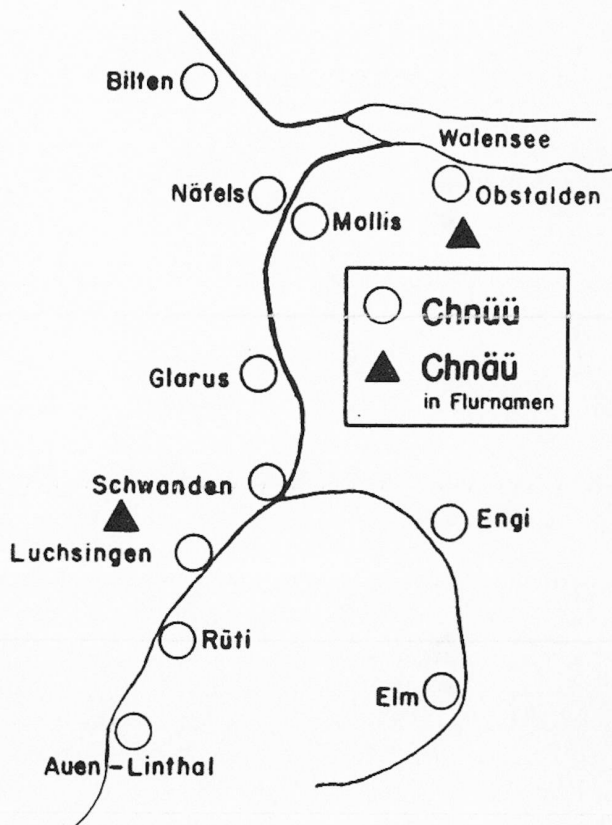 Bilten
Walensee
Näfels
Obstalden
Mollis
Chnüü
Glarus
Chnäü
in Flurnamen
Schwanden
Engi
Luchsingen
Rüti
Elm
Auen-Linthal